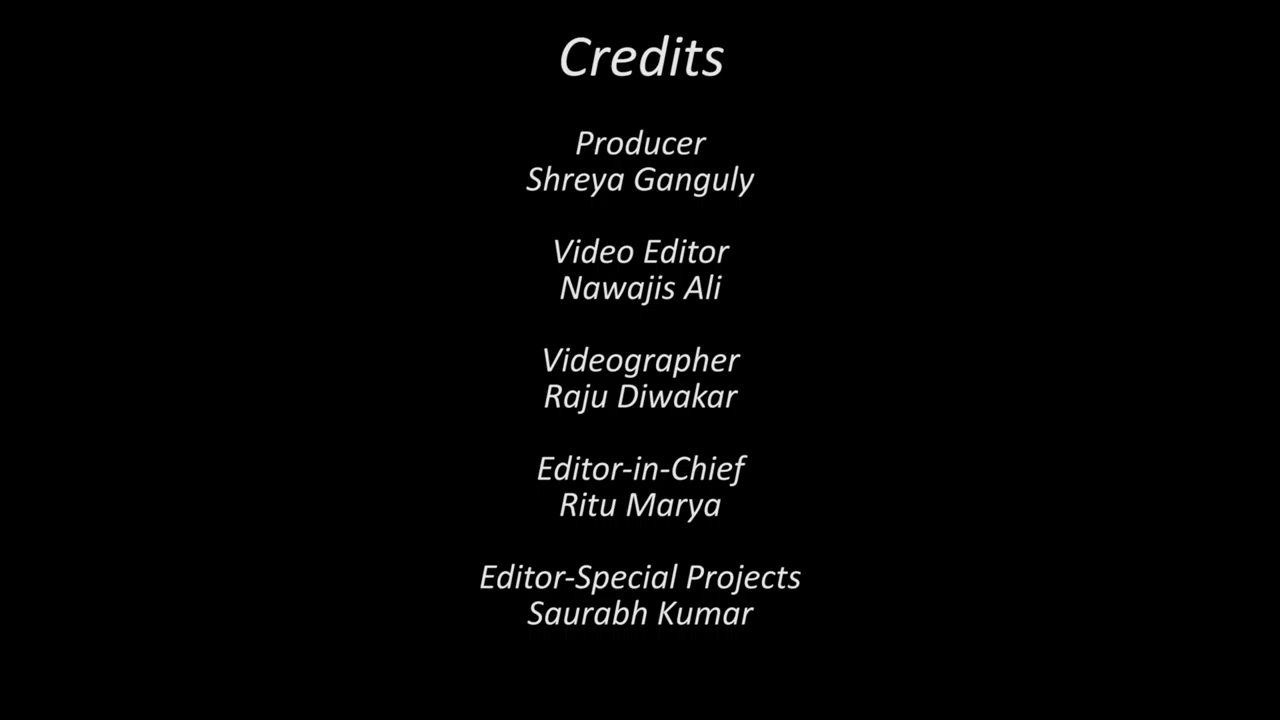 Credits
Producer
Shreya Ganguly
Video Editor
Nawajis Ali
Videographer
Raju Diwakar
Editor-in-Chief
Ritu Marya
Editor-Special Projects
Saurabh Kumar